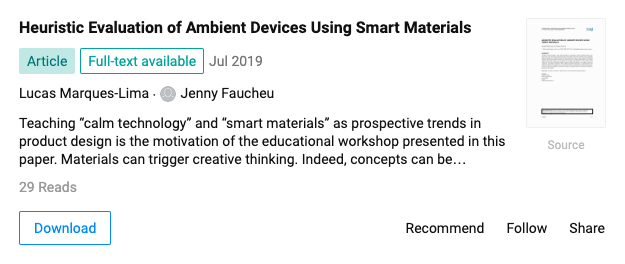 Heuristic Evaluation of Ambient Devices Using Smart Materials
Article Full-text available Jul 2019
Lucas Marques-Lima · Jenny Faucheu
Teaching “calm technology” and “smart materials” as prospective trends in
product design is the motivation of the educational workshop presented in this
paper. Materials can trigger creative thinking. Indeed, concepts can be…
Source
29 Reads
Download Recommend Follow Share